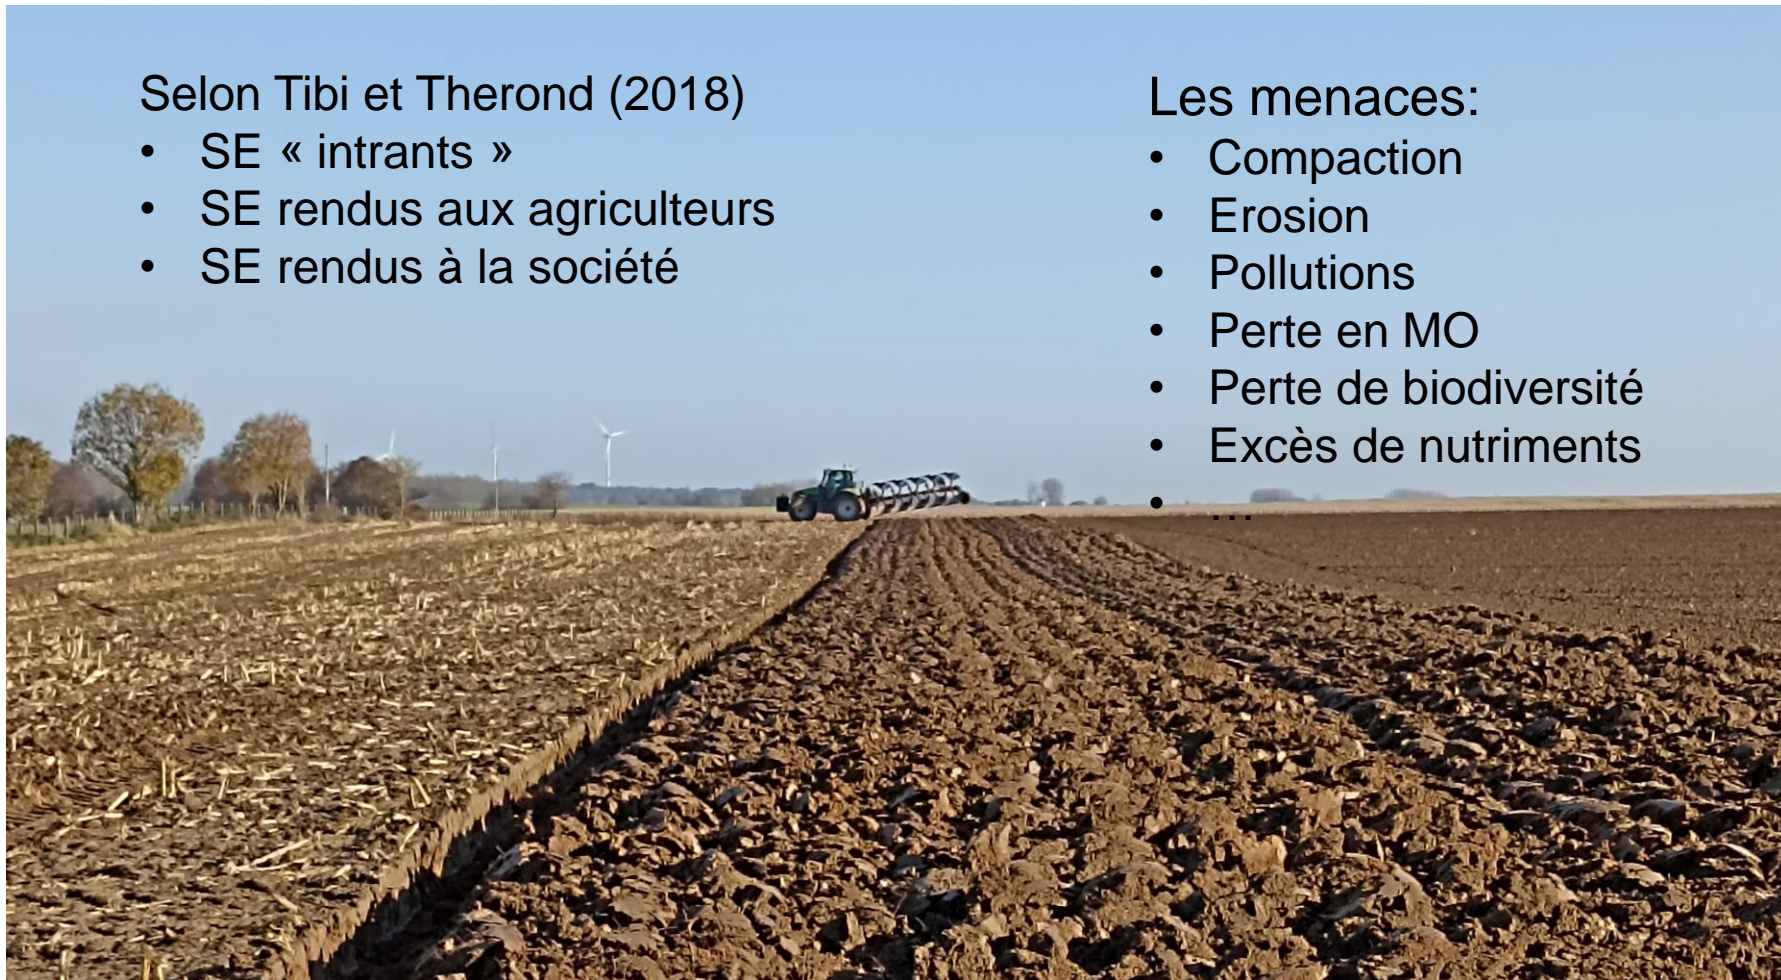 Selon Tibi et Therond (2018)
• SE « intrants »
• SE rendus aux agriculteurs
• SE rendus à la société
Les menaces:
• Compaction
• Erosion
• Pollutions
• Perte en MO
• Perte de biodiversité
• Excès de nutriments
• ...